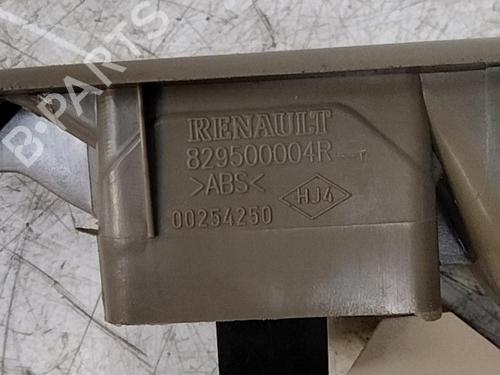 B-PARTS
RENAULT
829500004R
>ABS<
HJ4
00254250